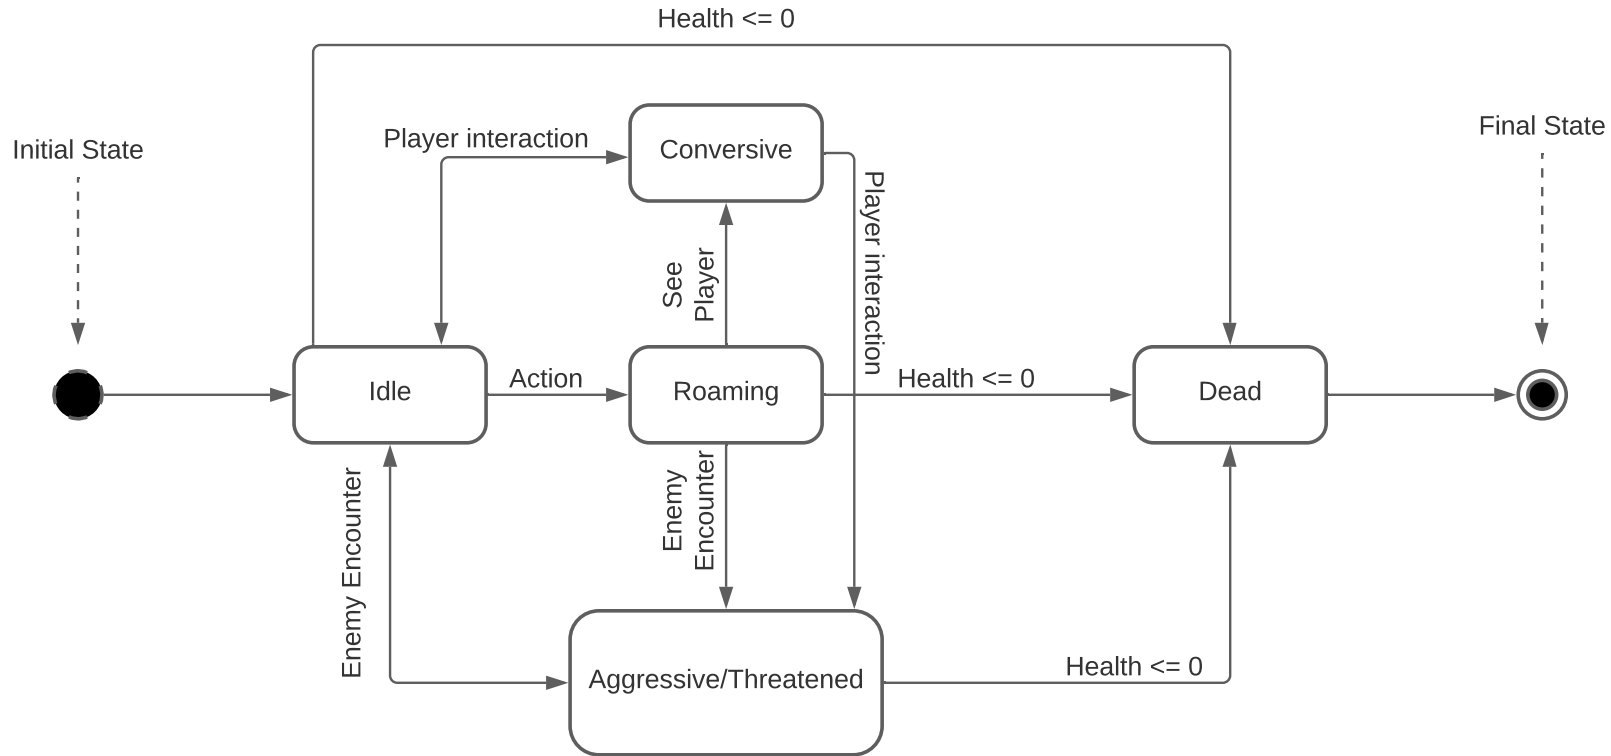 Health <= 0
Initial State
Player interaction
Conversive
Final State
Player interaction
See
Player
Idle
Action
Roaming
Health <= 0
Dead
Enemy Encounter
Enemy
Encounter
Aggressive/Threatened
Health <= 0